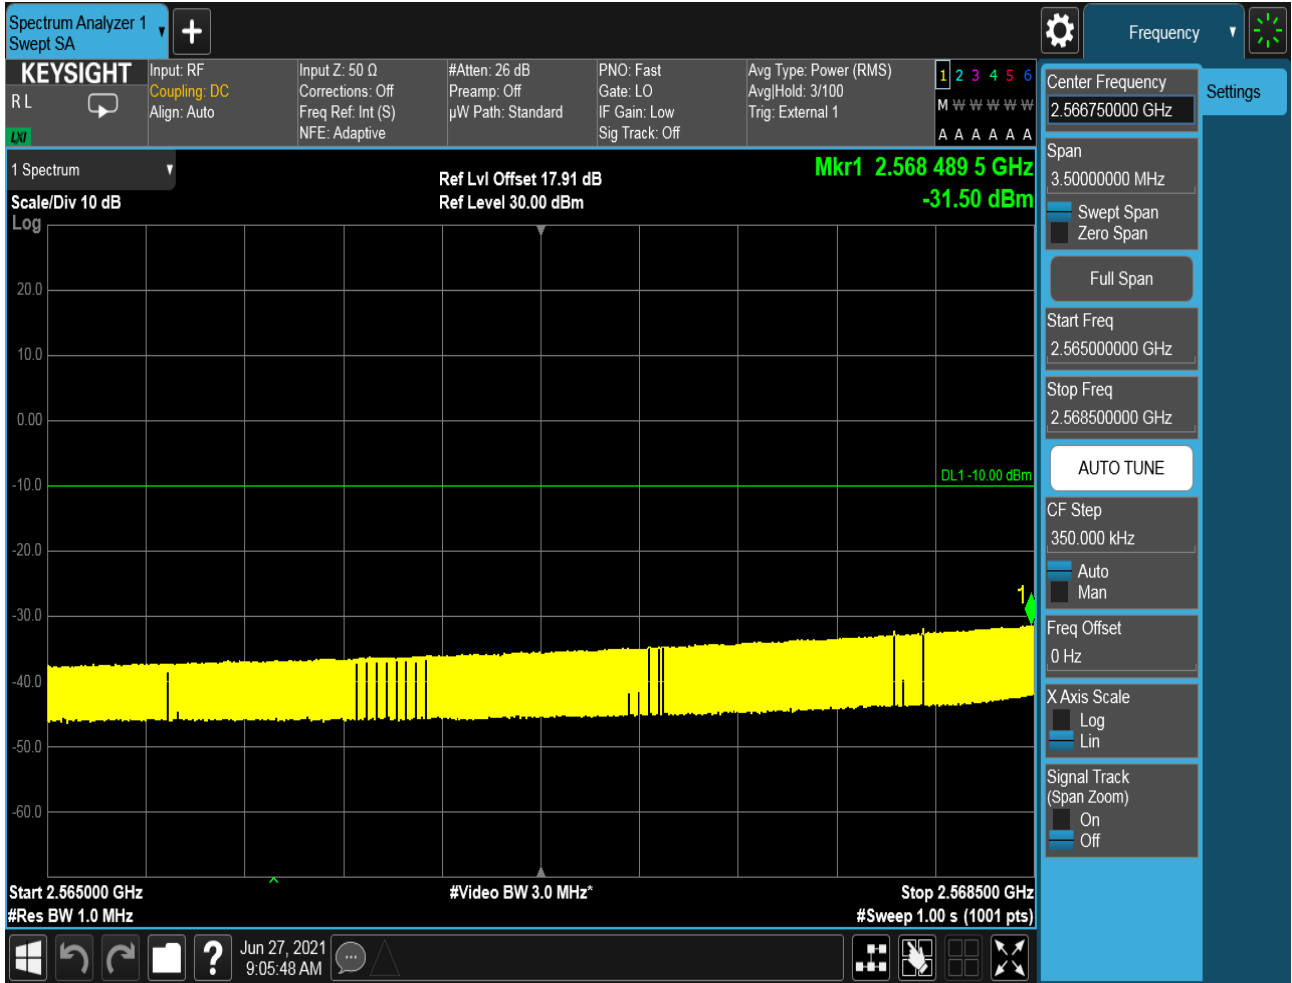 Spectrum Analyzer 1
Swept SA
Frequency
KEYSIGHT
R L
LXI
Input: RF
Coupling: DC
Align: Auto
Input Z: 50 Ω
Corrections: Off
Freq Ref: Int (S)
NFE: Adaptive
#Atten: 26 dB
Preamp: Off
µW Path: Standard
PNO: Fast
Gate: LO
IF Gain: Low
Sig Track: Off
Avg Type: Power (RMS)
Avg|Hold: 3/100
Trig: External 1
1 2 3 4 5 6
M W W W W W
A A A A A A
1 Spectrum
Scale/Div 10 dB
Log
Ref Lvl Offset 17.91 dB
Ref Level 30.00 dBm
Mkr1 2.568 489 5 GHz
-31.50 dBm
20.0
10.0
0.00
-10.0
-20.0
-30.0
-40.0
-50.0
-60.0
DL1 -10.00 dBm
1
Start 2.565000 GHz
#Res BW 1.0 MHz
#Video BW 3.0 MHz*
Stop 2.568500 GHz
#Sweep 1.00 s (1001 pts)
Center Frequency
2.566750000 GHz
Settings
Span
3.50000000 MHz
Swept Span
Zero Span
Full Span
Start Freq
2.565000000 GHz
Stop Freq
2.568500000 GHz
AUTO TUNE
CF Step
350.000 kHz
Auto
Man
Freq Offset
0 Hz
X Axis Scale
Log
Lin
Signal Track
(Span Zoom)
On
Off
?
Jun 27, 2021
9:05:48 AM